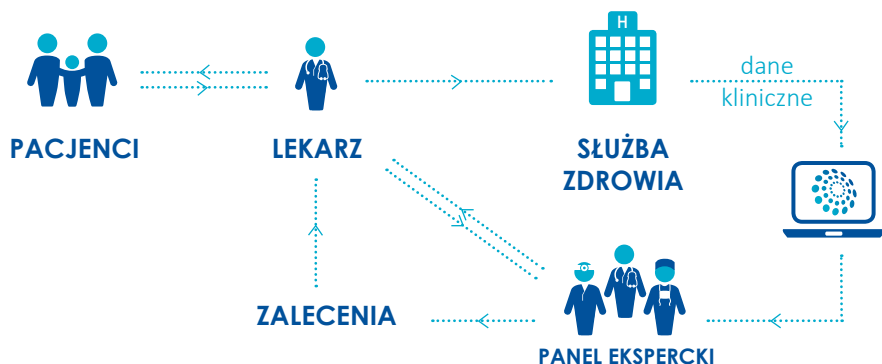 H
dane
kliniczne
PACJENCI
LEKARZ
SŁUŻBA
ZDROWIA
ZALECENIA
PANEL EKSPERCKI